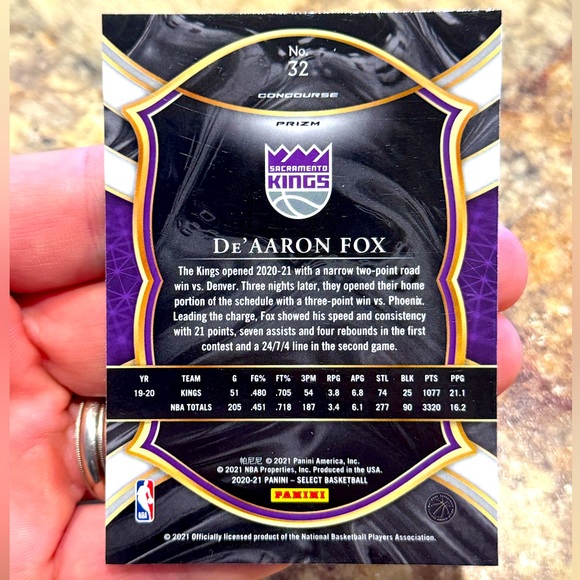 No.
32
CONCOURSE
PRIZM
SACRAMENTO
KINGS
DE'AARON FOX
The Kings opened 2020-21 with a narrow two-point road
win vs. Denver. Three nights later, they opened their home
portion of the schedule with a three-point win vs. Phoenix.
Leading the charge, Fox showed his speed and consistency
with 21 points, seven assists and four rebounds in the first
contest and a 24/7/4 line in the second game.
YR TEAM G FG% FT% 3PM RPG APG STL BLK PTS PPG
19-20 KINGS 51 .480 .705 54 3.8 6.8 74 25 1077 21.1
NBA TOTALS 205 .451 .718 187 3.4 6.1 277 90 3320 16.2
帕尼尼 © 2021 Panini America, Inc.
© 2021 NBA Properties, Inc. Produced in the USA.
2020-21 PANINI – SELECT BASKETBALL
PANINI
NBA
© 2021 Officially licensed product of the National Basketball Players Association.